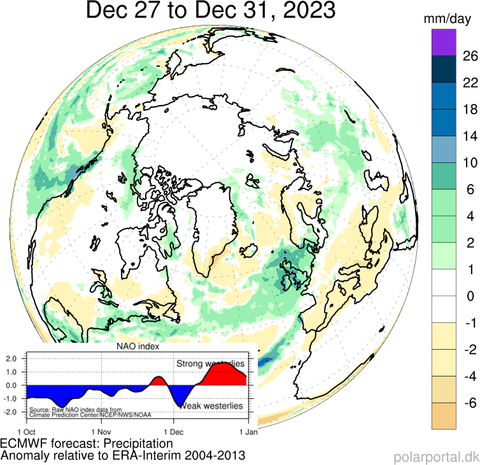 Dec 27 to Dec 31, 2023
mm/day
26
22
18
14
10
6
4
2
1
0
-1
-2
-4
-6
NAO index
2.0
1.0
0.0
-1.0
-2.0
Strong westerlies
Weak westerlies
Source: Raw NAO index data from
Climate Prediction Center/NCEP/NWS/NOAA
1 Oct
1 Nov
1 Dec
1 Jan
ECMWF forecast: Precipitation
Anomaly relative to ERA-Interim 2004-2013
polarportal.dk